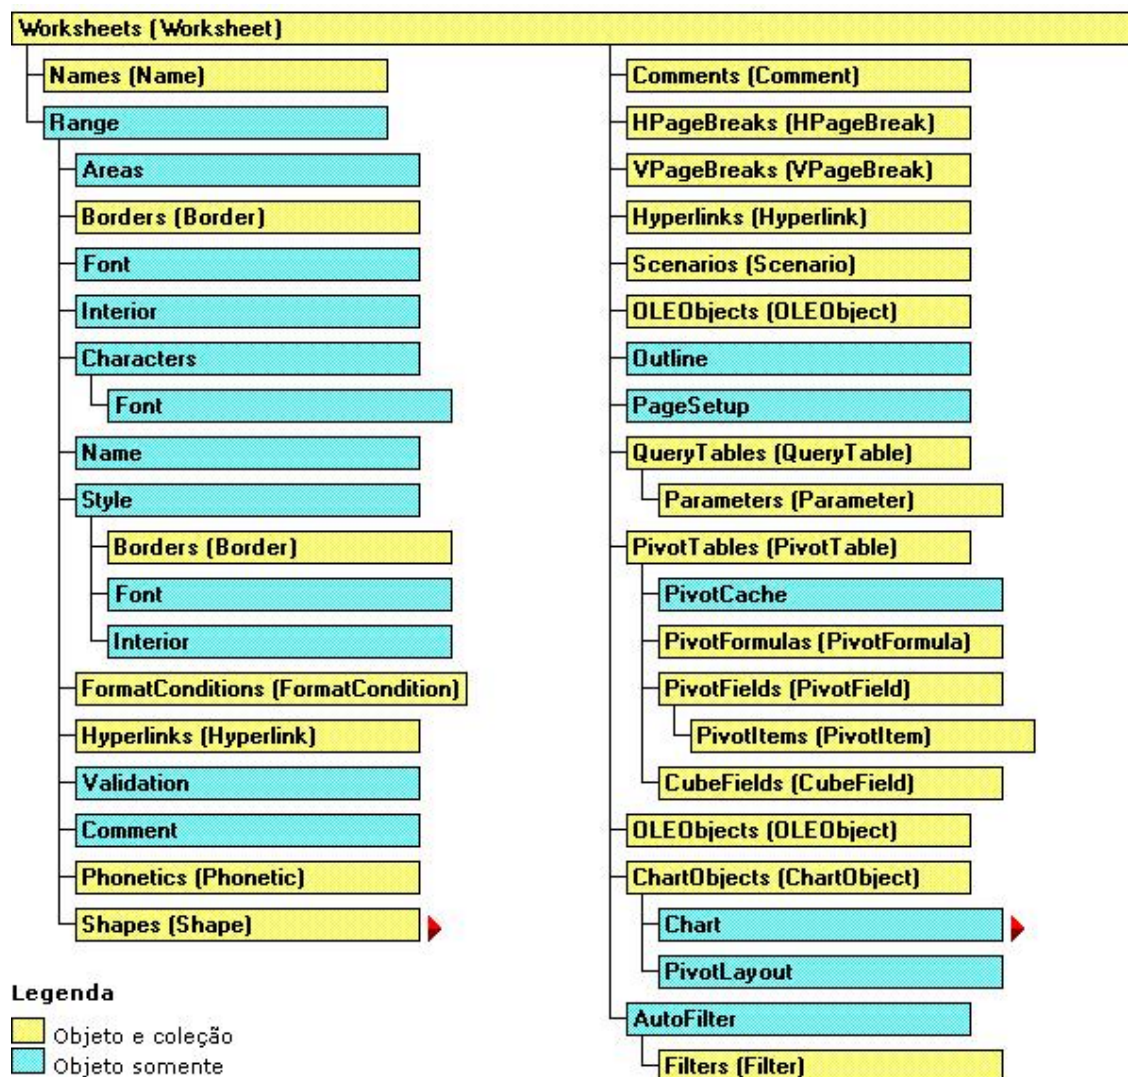 Worksheets (Worksheet)
Names (Name)
Range
Areas
Borders (Border)
Font
Interior
Characters
Font
Name
Style
Borders (Border)
Font
Interior
FormatConditions (FormatCondition)
Hyperlinks (Hyperlink)
Validation
Comment
Phonetics (Phonetic)
Shapes (Shape)
Comments (Comment)
HPageBreaks (HPageBreak)
VPageBreaks (VPageBreak)
Hyperlinks (Hyperlink)
Scenarios (Scenario)
OLEObjects (OLEObject)
Outline
PageSetup
QueryTables (QueryTable)
Parameters (Parameter)
PivotTables (PivotTable)
PivotCache
PivotFormulas (PivotFormula)
PivotFields (PivotField)
PivotItems (PivotItem)
CubeFields (CubeField)
OLEObjects (OLEObject)
ChartObjects (ChartObject)
Chart
PivotLayout
AutoFilter
Filters (Filter)
Legenda
Objeto e coleção
Objeto somente